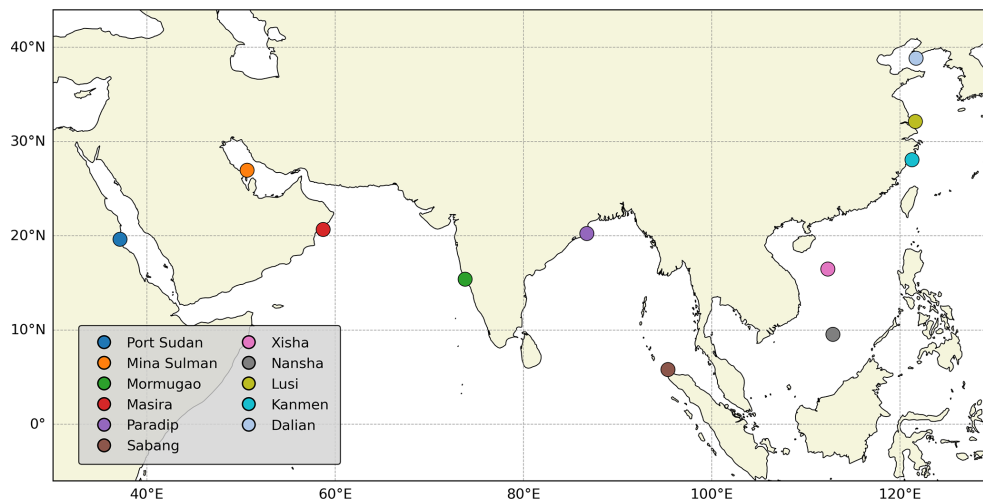 40°N
30°N
20°N
10°N
0°
Port Sudan
Mina Sulman
Mormugao
Masira
Paradip
Sabang
Xisha
Nansha
Lusi
Kanmen
Dalian
40°E
60°E
80°E
100°E
120°E